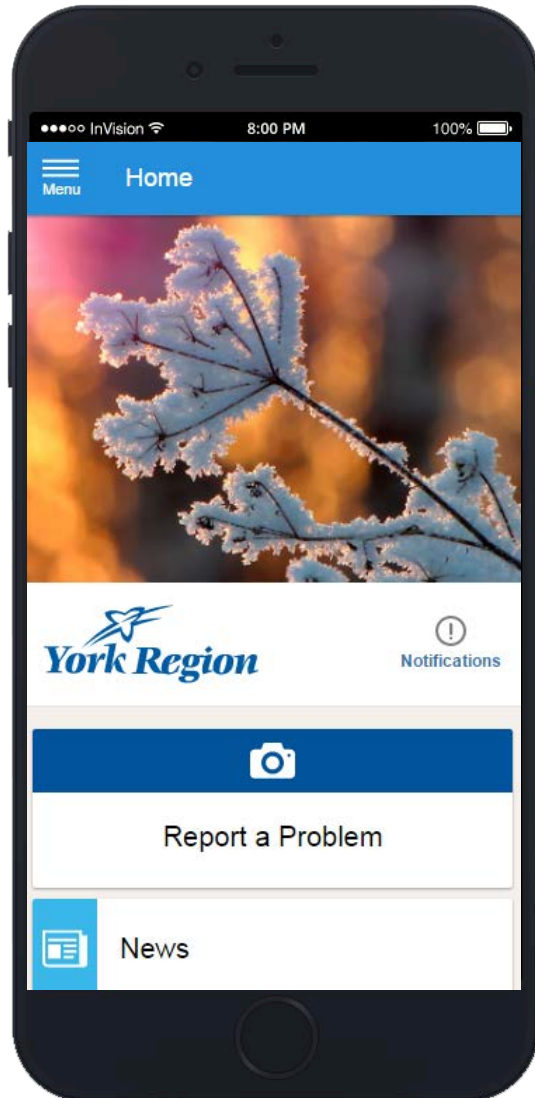 InVision 8:00 PM 100%
Menu Home
York Region
Notifications
Report a Problem
News